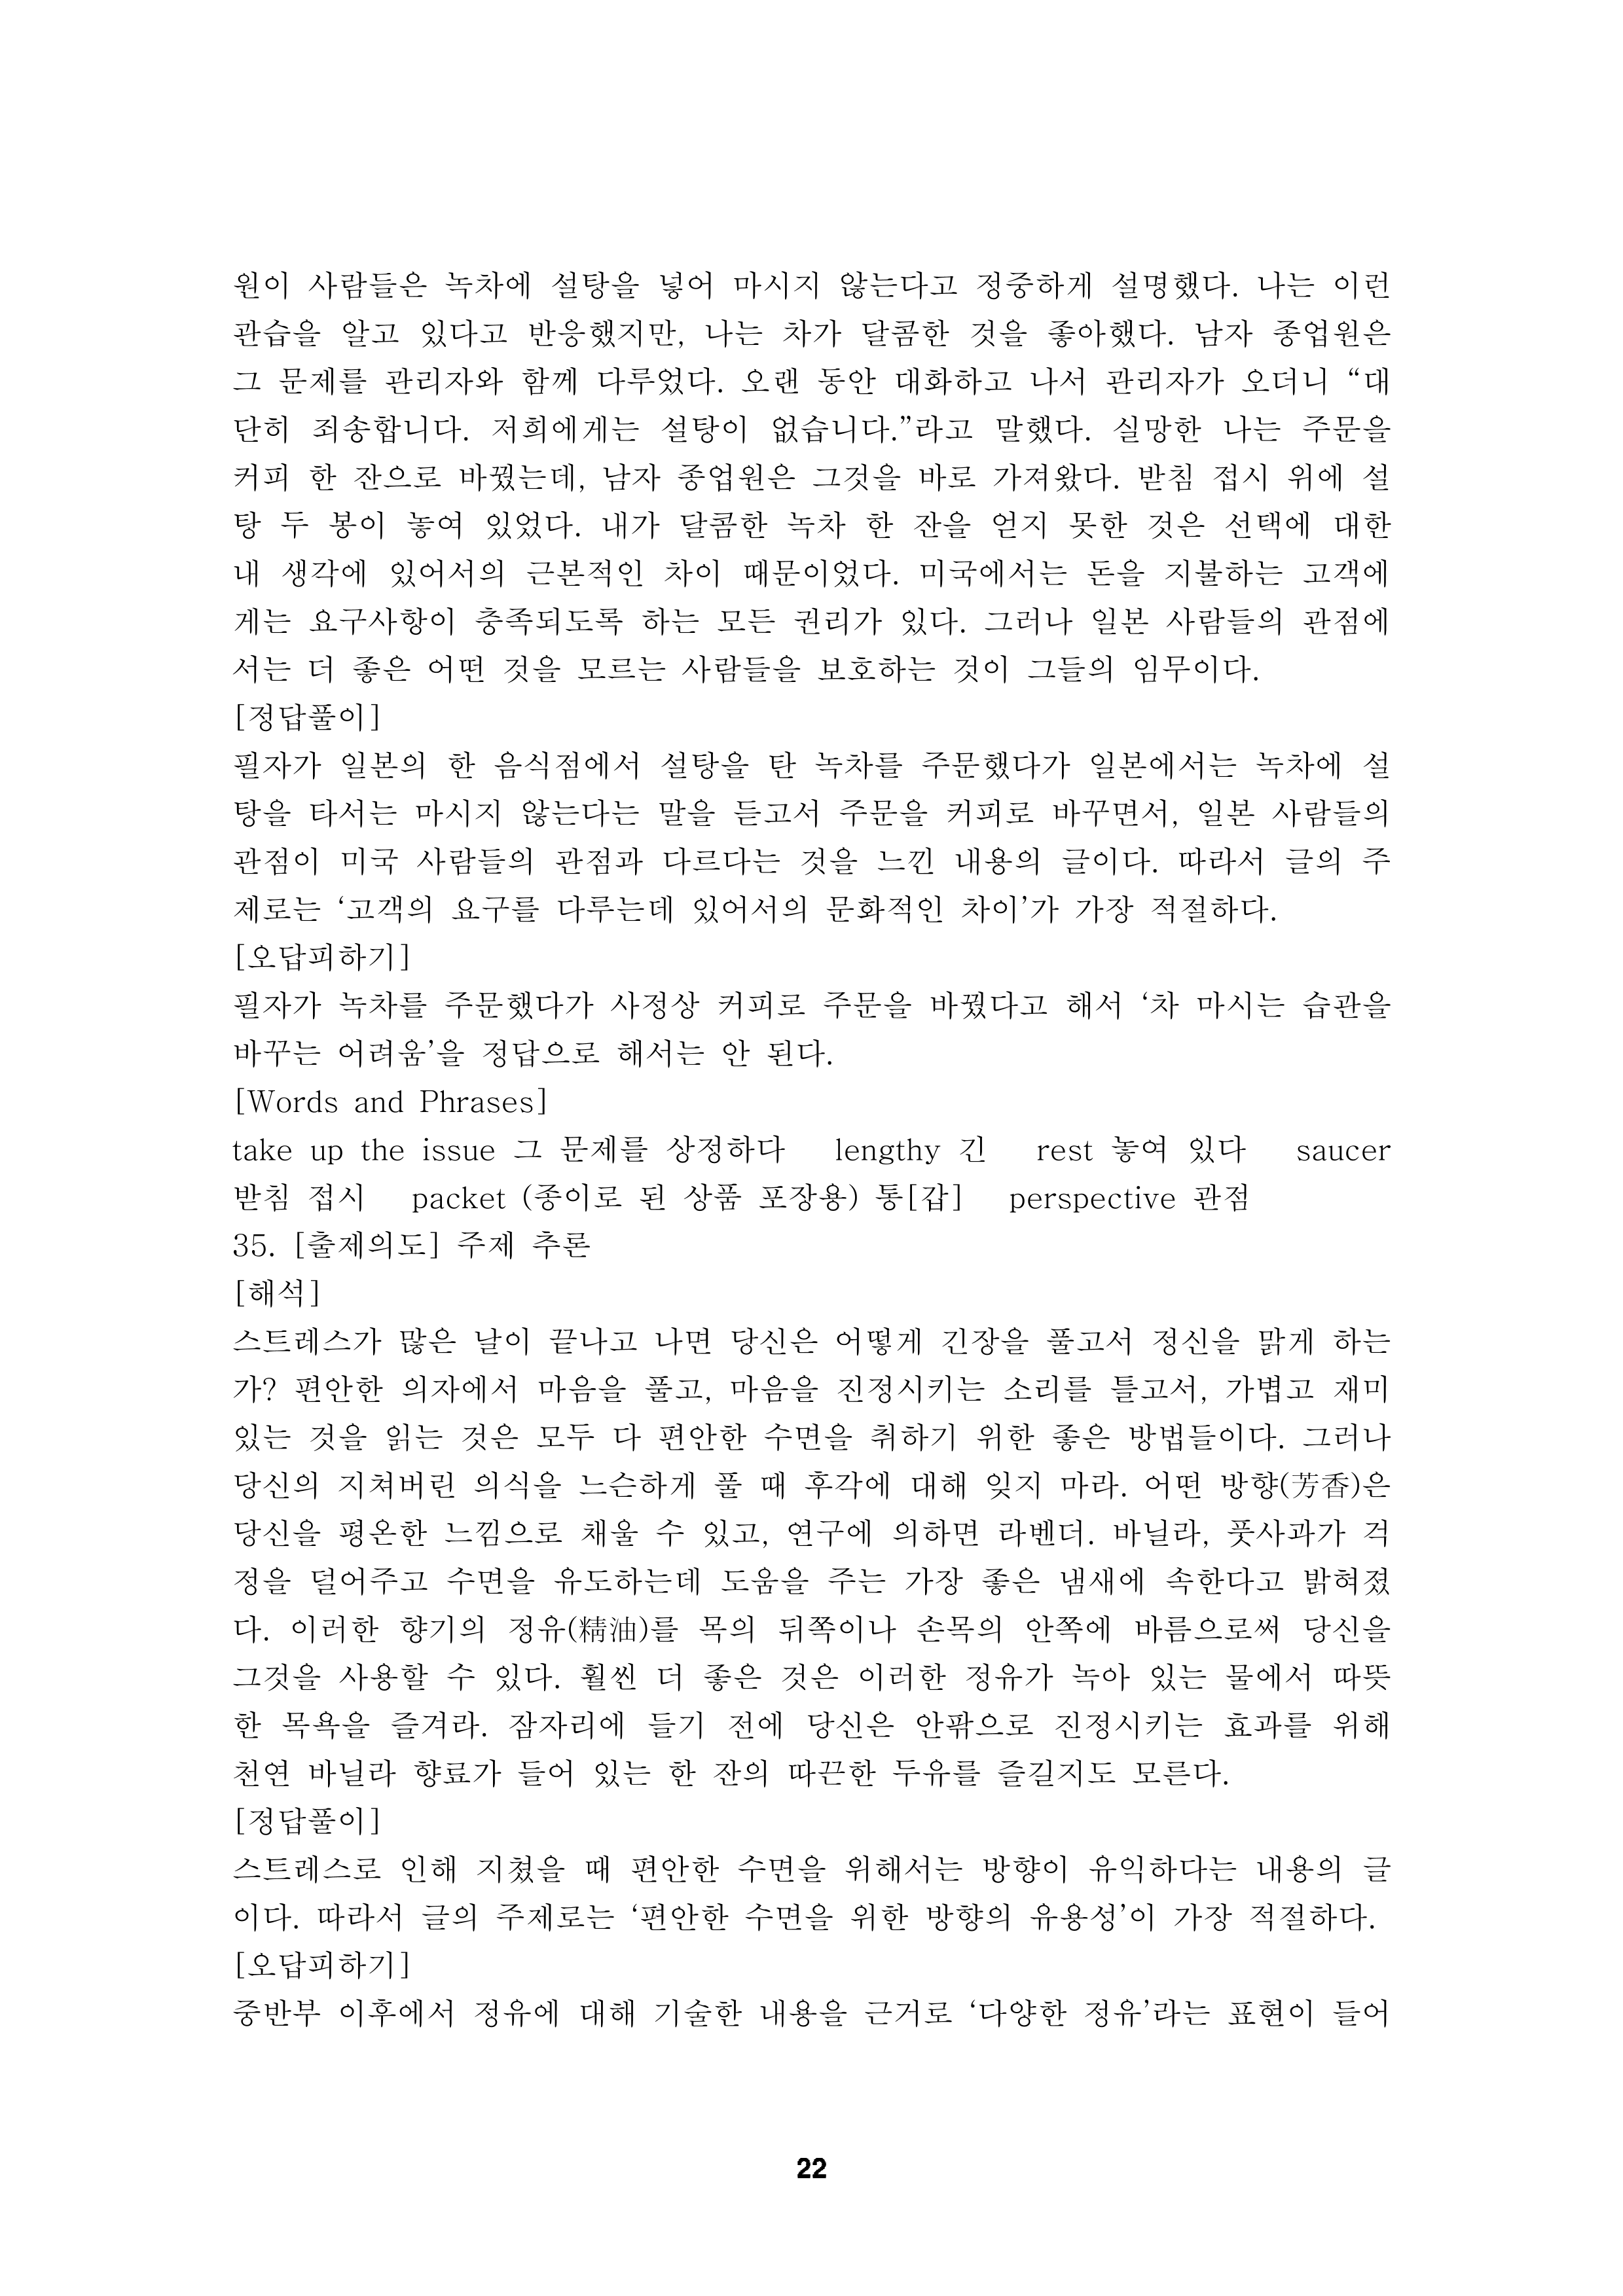 원이 사람들은 녹차에 설탕을 넣어 마시지 않는다고 정중하게 설명했다. 나는 이런
관습을 알고 있다고 반응했지만, 나는 차가 달콤한 것을 좋아했다. 남자 종업원은
그 문제를 관리자와 함께 다루었다. 오랜 동안 대화하고 나서 관리자가 오더니 “대
단히 죄송합니다. 저희에게는 설탕이 없습니다.”라고 말했다. 실망한 나는 주문을
커피 한 잔으로 바꿨는데, 남자 종업원은 그것을 바로 가져왔다. 받침 접시 위에 설
탕 두 봉이 놓여 있었다. 내가 달콤한 녹차 한 잔을 얻지 못한 것은 선택에 대한
내 생각에 있어서의 근본적인 차이 때문이었다. 미국에서는 돈을 지불하는 고객에
게는 요구사항이 충족되도록 하는 모든 권리가 있다. 그러나 일본 사람들의 관점에
서는 더 좋은 어떤 것을 모르는 사람들을 보호하는 것이 그들의 임무이다.
[정답풀이]
필자가 일본의 한 음식점에서 설탕을 탄 녹차를 주문했다가 일본에서는 녹차에 설
탕을 타서는 마시지 않는다는 말을 듣고서 주문을 커피로 바꾸면서, 일본 사람들의
관점이 미국 사람들의 관점과 다르다는 것을 느낀 내용의 글이다. 따라서 글의 주
제로는 ‘고객의 요구를 다루는데 있어서의 문화적인 차이’가 가장 적절하다.
[오답피하기]
필자가 녹차를 주문했다가 사정상 커피로 주문을 바꿨다고 해서 ‘차 마시는 습관을
바꾸는 어려움’을 정답으로 해서는 안 된다.
[Words and Phrases]
take up the issue 그 문제를 상정하다 lengthy 긴 rest 놓여 있다 saucer
받침 접시 packet (종이로 된 상품 포장용) 통[갑] perspective 관점
35. [출제의도] 주제 추론
[해석]
스트레스가 많은 날이 끝나고 나면 당신은 어떻게 긴장을 풀고서 정신을 맑게 하는
가? 편안한 의자에서 마음을 풀고, 마음을 진정시키는 소리를 틀고서, 가볍고 재미
있는 것을 읽는 것은 모두 다 편안한 수면을 취하기 위한 좋은 방법들이다. 그러나
당신의 지쳐버린 의식을 느슨하게 풀 때 후각에 대해 잊지 마라. 어떤 방향(芳香)은
당신을 평온한 느낌으로 채울 수 있고, 연구에 의하면 라벤더. 바닐라, 풋사과가 걱
정을 덜어주고 수면을 유도하는데 도움을 주는 가장 좋은 냄새에 속한다고 밝혀졌
다. 이러한 향기의 정유(精油)를 목의 뒤쪽이나 손목의 안쪽에 바름으로써 당신을
그것을 사용할 수 있다. 훨씬 더 좋은 것은 이러한 정유가 녹아 있는 물에서 따뜻
한 목욕을 즐겨라. 잠자리에 들기 전에 당신은 안팎으로 진정시키는 효과를 위해
천연 바닐라 향료가 들어 있는 한 잔의 따끈한 두유를 즐길지도 모른다.
[정답풀이]
스트레스로 인해 지쳤을 때 편안한 수면을 위해서는 방향이 유익하다는 내용의 글
이다. 따라서 글의 주제로는 ‘편안한 수면을 위한 방향의 유용성’이 가장 적절하다.
[오답피하기]
중반부 이후에서 정유에 대해 기술한 내용을 근거로 ‘다양한 정유’라는 표현이 들어
22